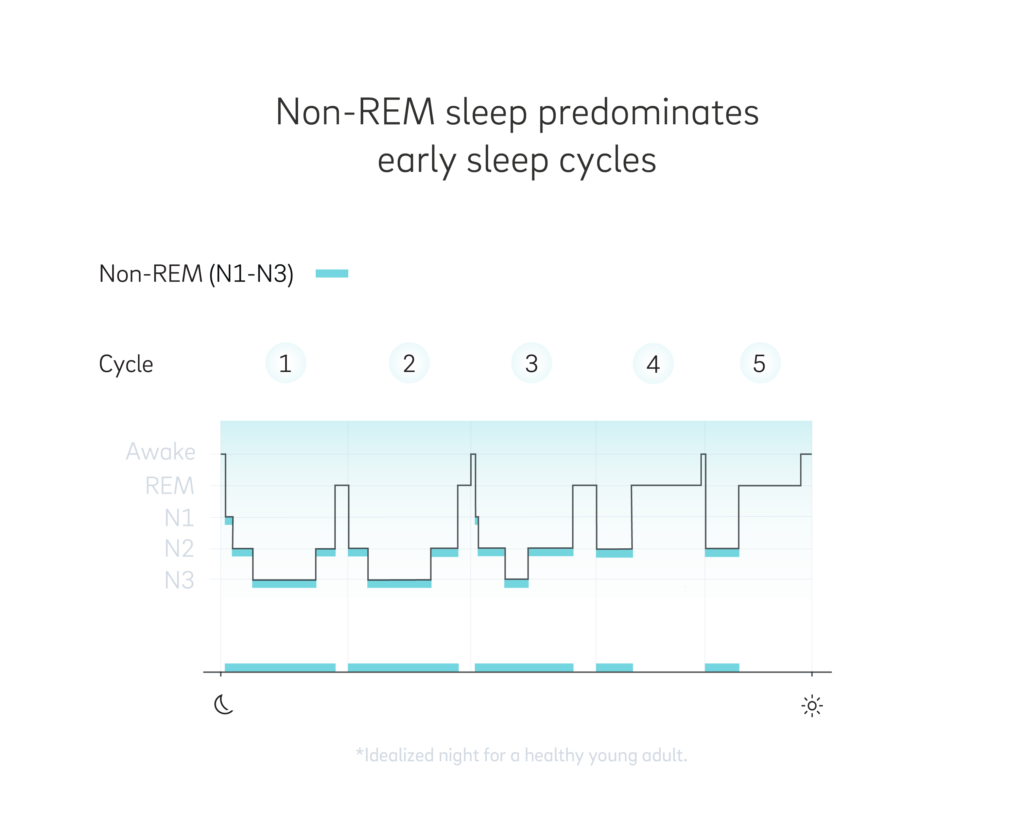 Non-REM sleep predominates
early sleep cycles
Non-REM (N1-N3)
Cycle 1 2 3 4 5
Awake
REM
N1
N2
N3
*Idealized night for a healthy young adult.